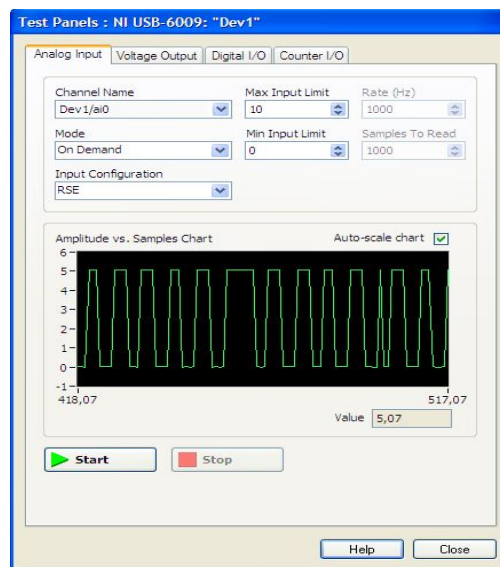 Test Panels : NI USB-6009: "Dev1"
Analog Input Voltage Output Digital I/O Counter I/O
Channel Name Max Input Limit Rate (Hz)
Dev1/ai0 10 1000
Mode Min Input Limit Samples To Read
On Demand 0 1000
Input Configuration
RSE
Amplitude vs. Samples Chart Auto-scale chart
6
5
4
3
2
1
0
-1
418,07 517,07
Value 5,07
Start Stop
Help Close